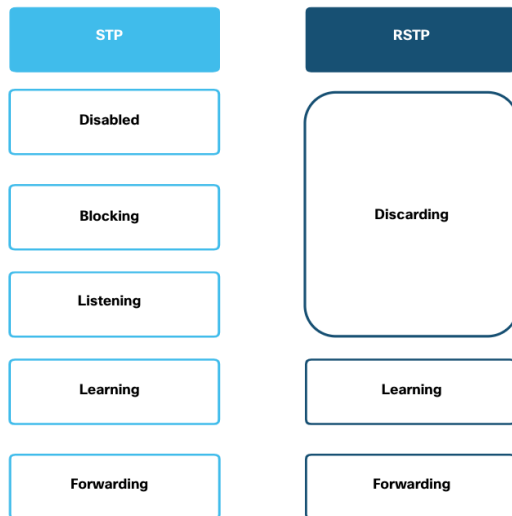 STP
RSTP
Disabled
Blocking
Discarding
Listening
Learning
Learning
Forwarding
Forwarding